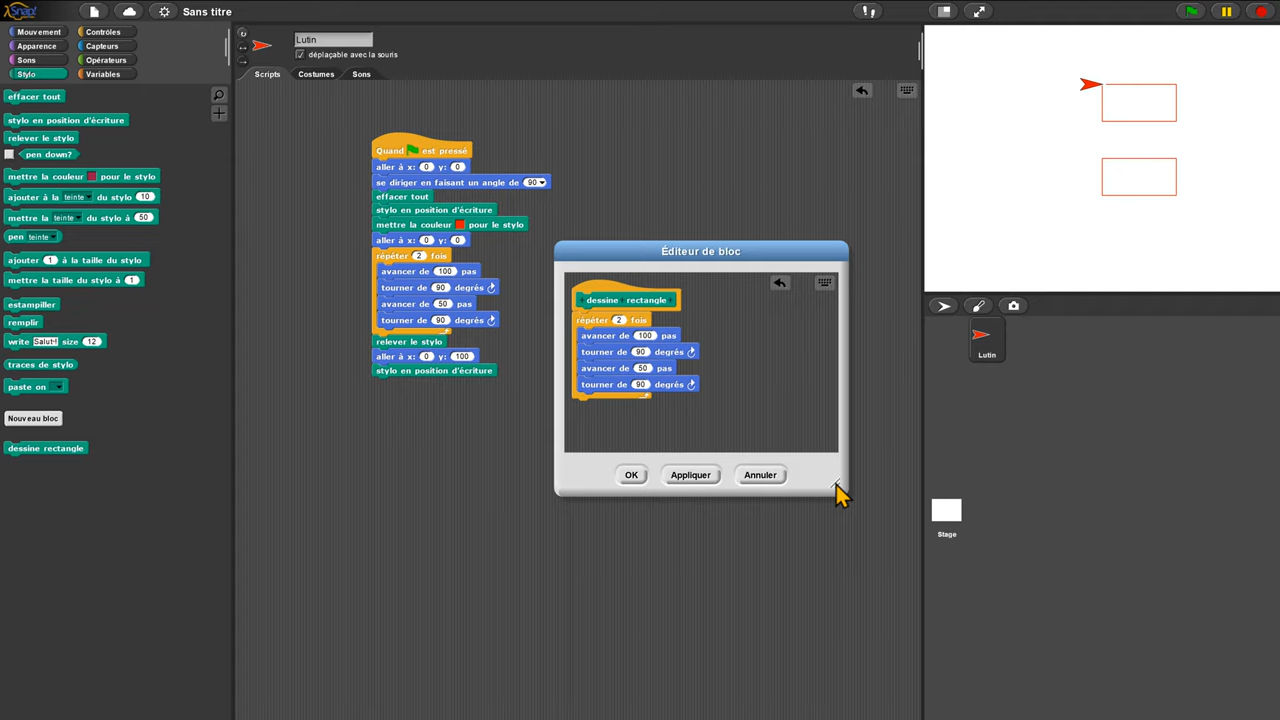 Snap!
Sans titre
Mouvement
Contrôles
Apparence
Capteurs
Sons
Opérateurs
Stylo
Variables
effacer tout
stylo en position d'écriture
relever le stylo
pen down?
mettre la couleur pour le stylo
ajouter à la teinte du stylo 10
mettre la teinte du stylo à 50
pen teinte
ajouter 1 à la taille du stylo
mettre la taille du stylo à 1
estampiller
remplir
write Salut! size 12
traces de stylo
paste on
Nouveau bloc
dessine rectangle
Lutin
déplaçable avec la souris
Scripts
Costumes
Sons
Quand est pressé
aller à x: 0 y: 0
se diriger en faisant un angle de 90
effacer tout
stylo en position d'écriture
mettre la couleur pour le stylo
aller à x: 0 y: 0
répéter 2 fois
avancer de 100 pas
tourner de 90 degrés
avancer de 50 pas
tourner de 90 degrés
relever le stylo
aller à x: 0 y: 100
stylo en position d'écriture
Éditeur de bloc
dessine rectangle
répéter 2 fois
avancer de 100 pas
tourner de 90 degrés
avancer de 50 pas
tourner de 90 degrés
OK
Appliquer
Annuler
Lutin
Stage